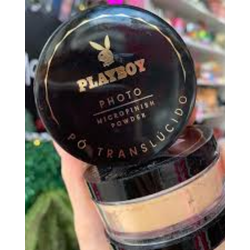 PLAYBOY
PHOTO
MICROFINISH
POWDER
PÓ TRANSLÚCIDO